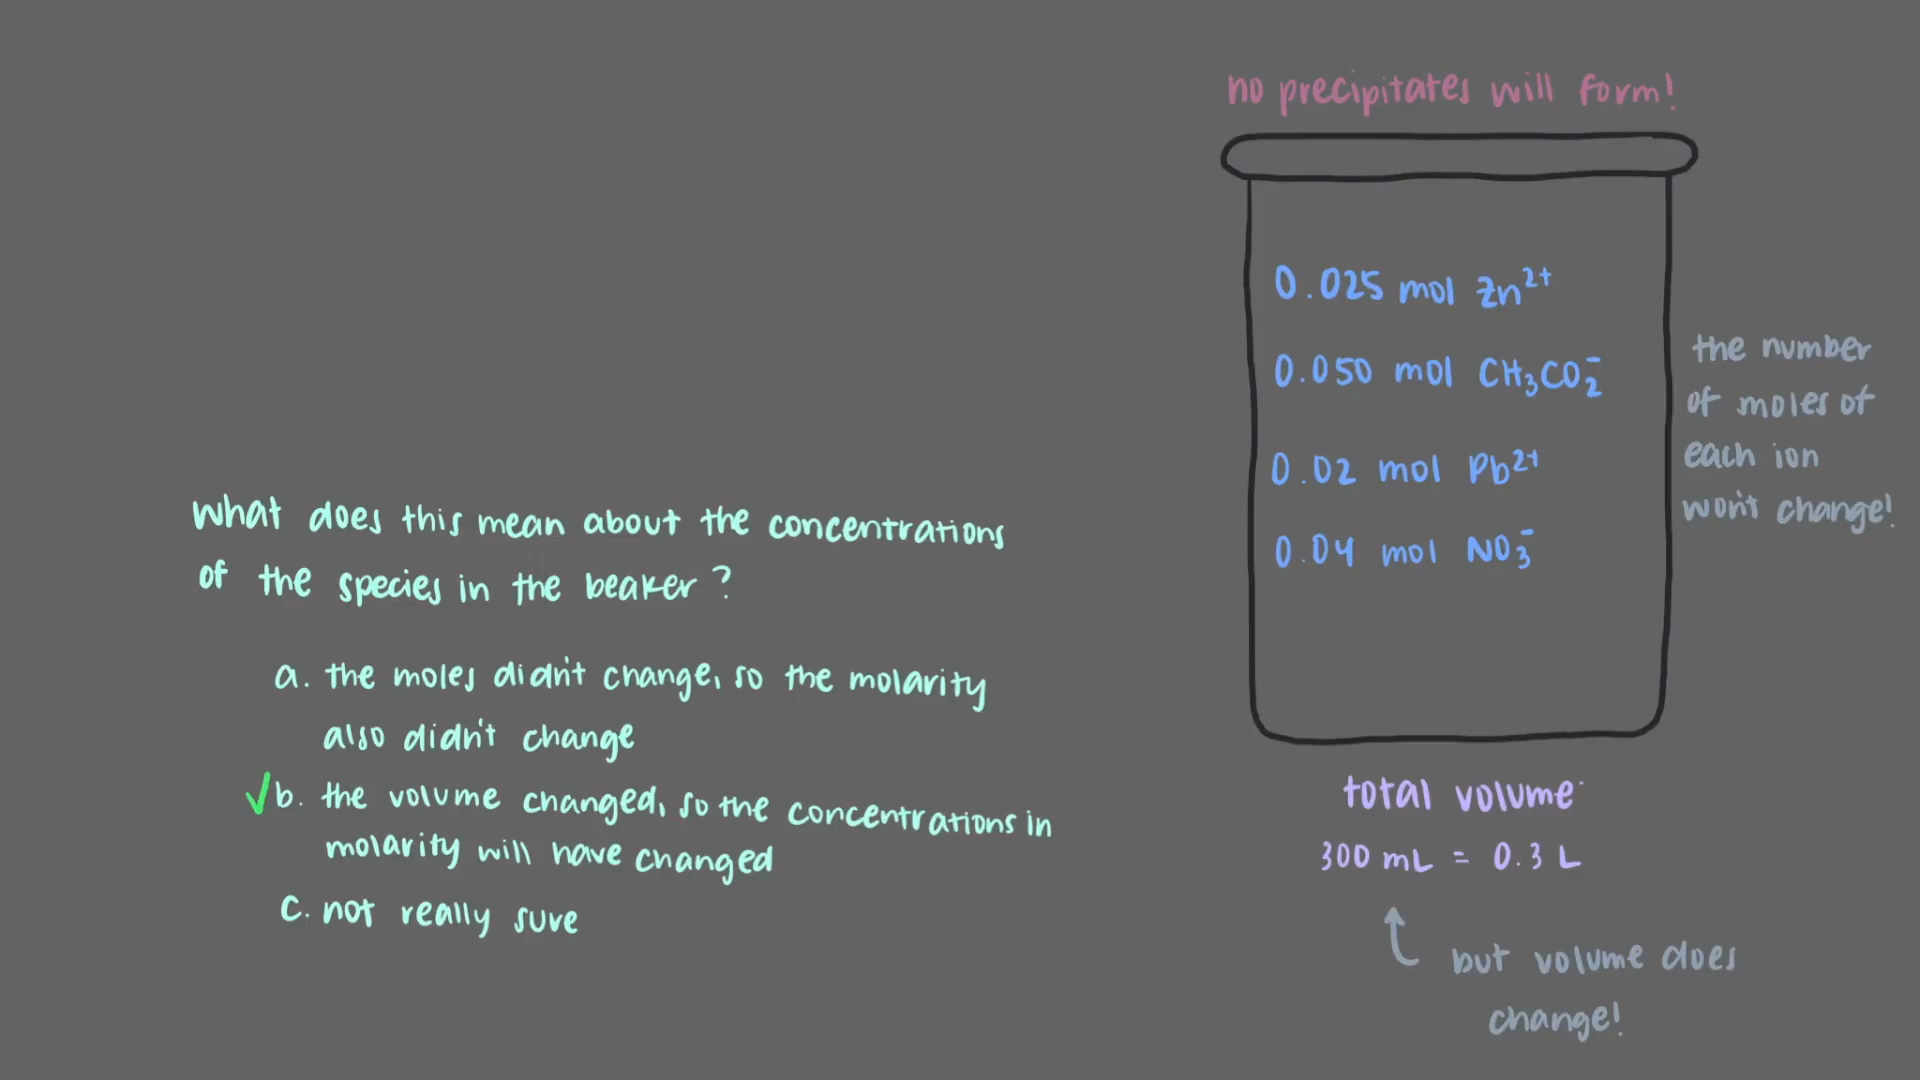 no precipitates will form!
0.025 mol Zn²⁺
0.050 mol CH₃CO₂⁻
0.02 mol Pb²⁺
0.04 mol NO₃⁻
the number
of moles of
each ion
won't change!
what does this mean about the concentrations
of the species in the beaker?
a. the moles didn't change, so the molarity
also didn't change
✓b. the volume changed, so the concentrations in
molarity will have changed
c. not really sure
total volume:
300 mL = 0.3 L
but volume does
change!